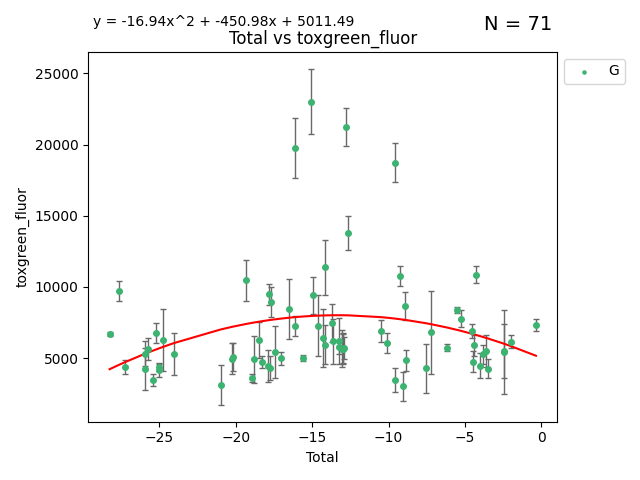 y = -16.94x^2 + -450.98x + 5011.49
N = 71
Total vs toxgreen_fluor
G
toxgreen_fluor
25000
20000
15000
10000
5000
−25
−20
−15
−10
−5
0
Total